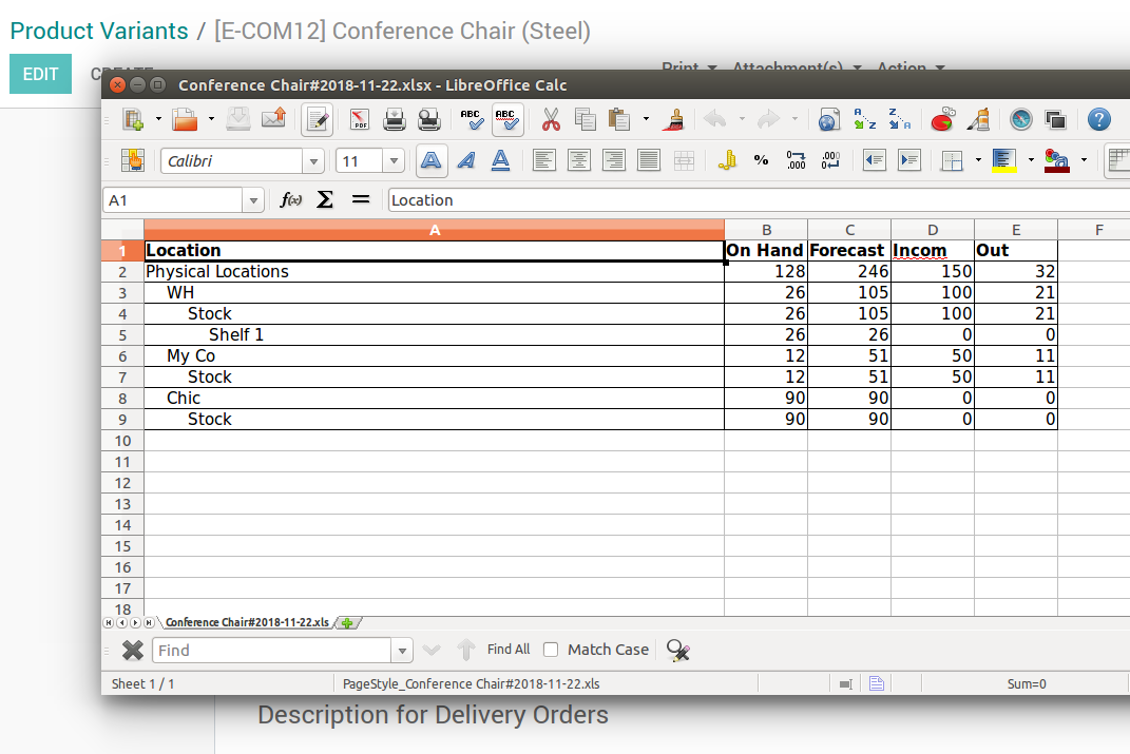 Product Variants / [E-COM12] Conference Chair (Steel)
EDIT CREATE Print Attachment(s) Action
Conference Chair#2018-11-22.xlsx - LibreOffice Calc
Calibri 11
A1 Location
A B C D E F
1 Location On Hand Forecast Incom Out
2 Physical Locations 128 246 150 32
3 WH 26 105 100 21
4 Stock 26 105 100 21
5 Shelf 1 26 26 0 0
6 My Co 12 51 50 11
7 Stock 12 51 50 11
8 Chic 90 90 0 0
9 Stock 90 90 0 0
10
11
12
13
14
15
16
17
18
Conference Chair#2018-11-22.xls
Find Find All Match Case
Sheet 1 / 1 PageStyle_Conference Chair#2018-11-22.xls Sum=0
Description for Delivery Orders